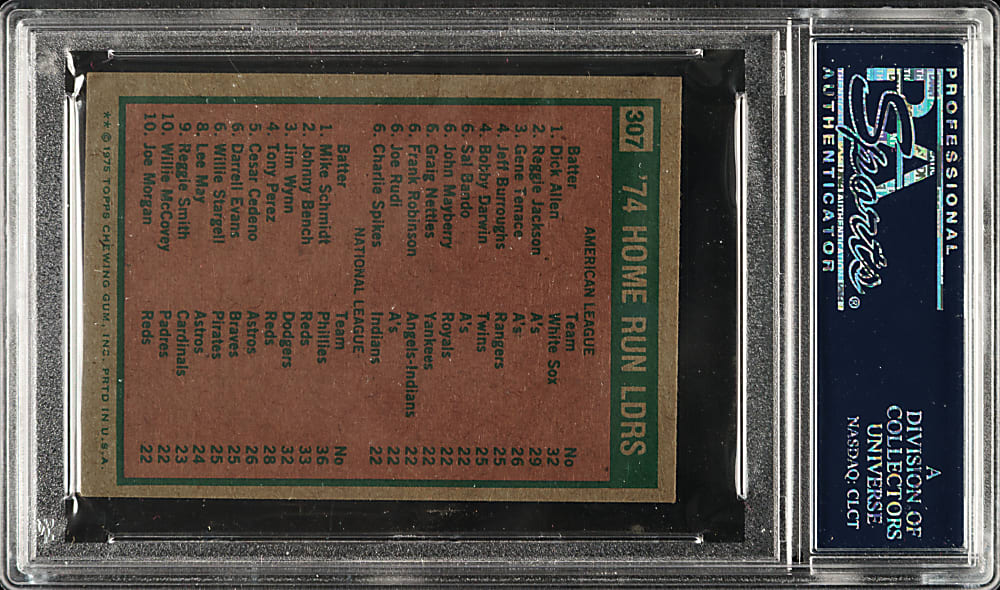 PROFESSIONAL
PSA
Sports®
AUTHENTICATOR
A
DIVISION OF
COLLECTORS
UNIVERSE
NASDAQ: CLCT
307 '74 HOME RUN LDRS
AMERICAN LEAGUE
Batter Team No
1. Dick Allen White Sox 32
2. Reggie Jackson A's 29
3. Gene Tenace A's 26
4. Jeff Burroughs Rangers 25
4. Bobby Darwin Twins 25
6. Sal Bando A's 22
6. John Mayberry Royals 22
6. Graig Nettles Yankees 22
6. Frank Robinson Angels-Indians 22
6. Joe Rudi A's 22
6. Charlie Spikes Indians 22
NATIONAL LEAGUE
Batter Team No
1. Mike Schmidt Phillies 36
2. Johnny Bench Reds 33
3. Jim Wynn Dodgers 32
4. Tony Perez Reds 28
5. Cesar Cedeno Astros 26
6. Darrell Evans Braves 25
6. Willie Stargell Pirates 25
8. Lee May Astros 24
9. Reggie Smith Cardinals 23
10. Willie McCovey Padres 22
10. Joe Morgan Reds 22
** © 1975 TOPPS CHEWING GUM, INC. PRTD IN U.S.A.